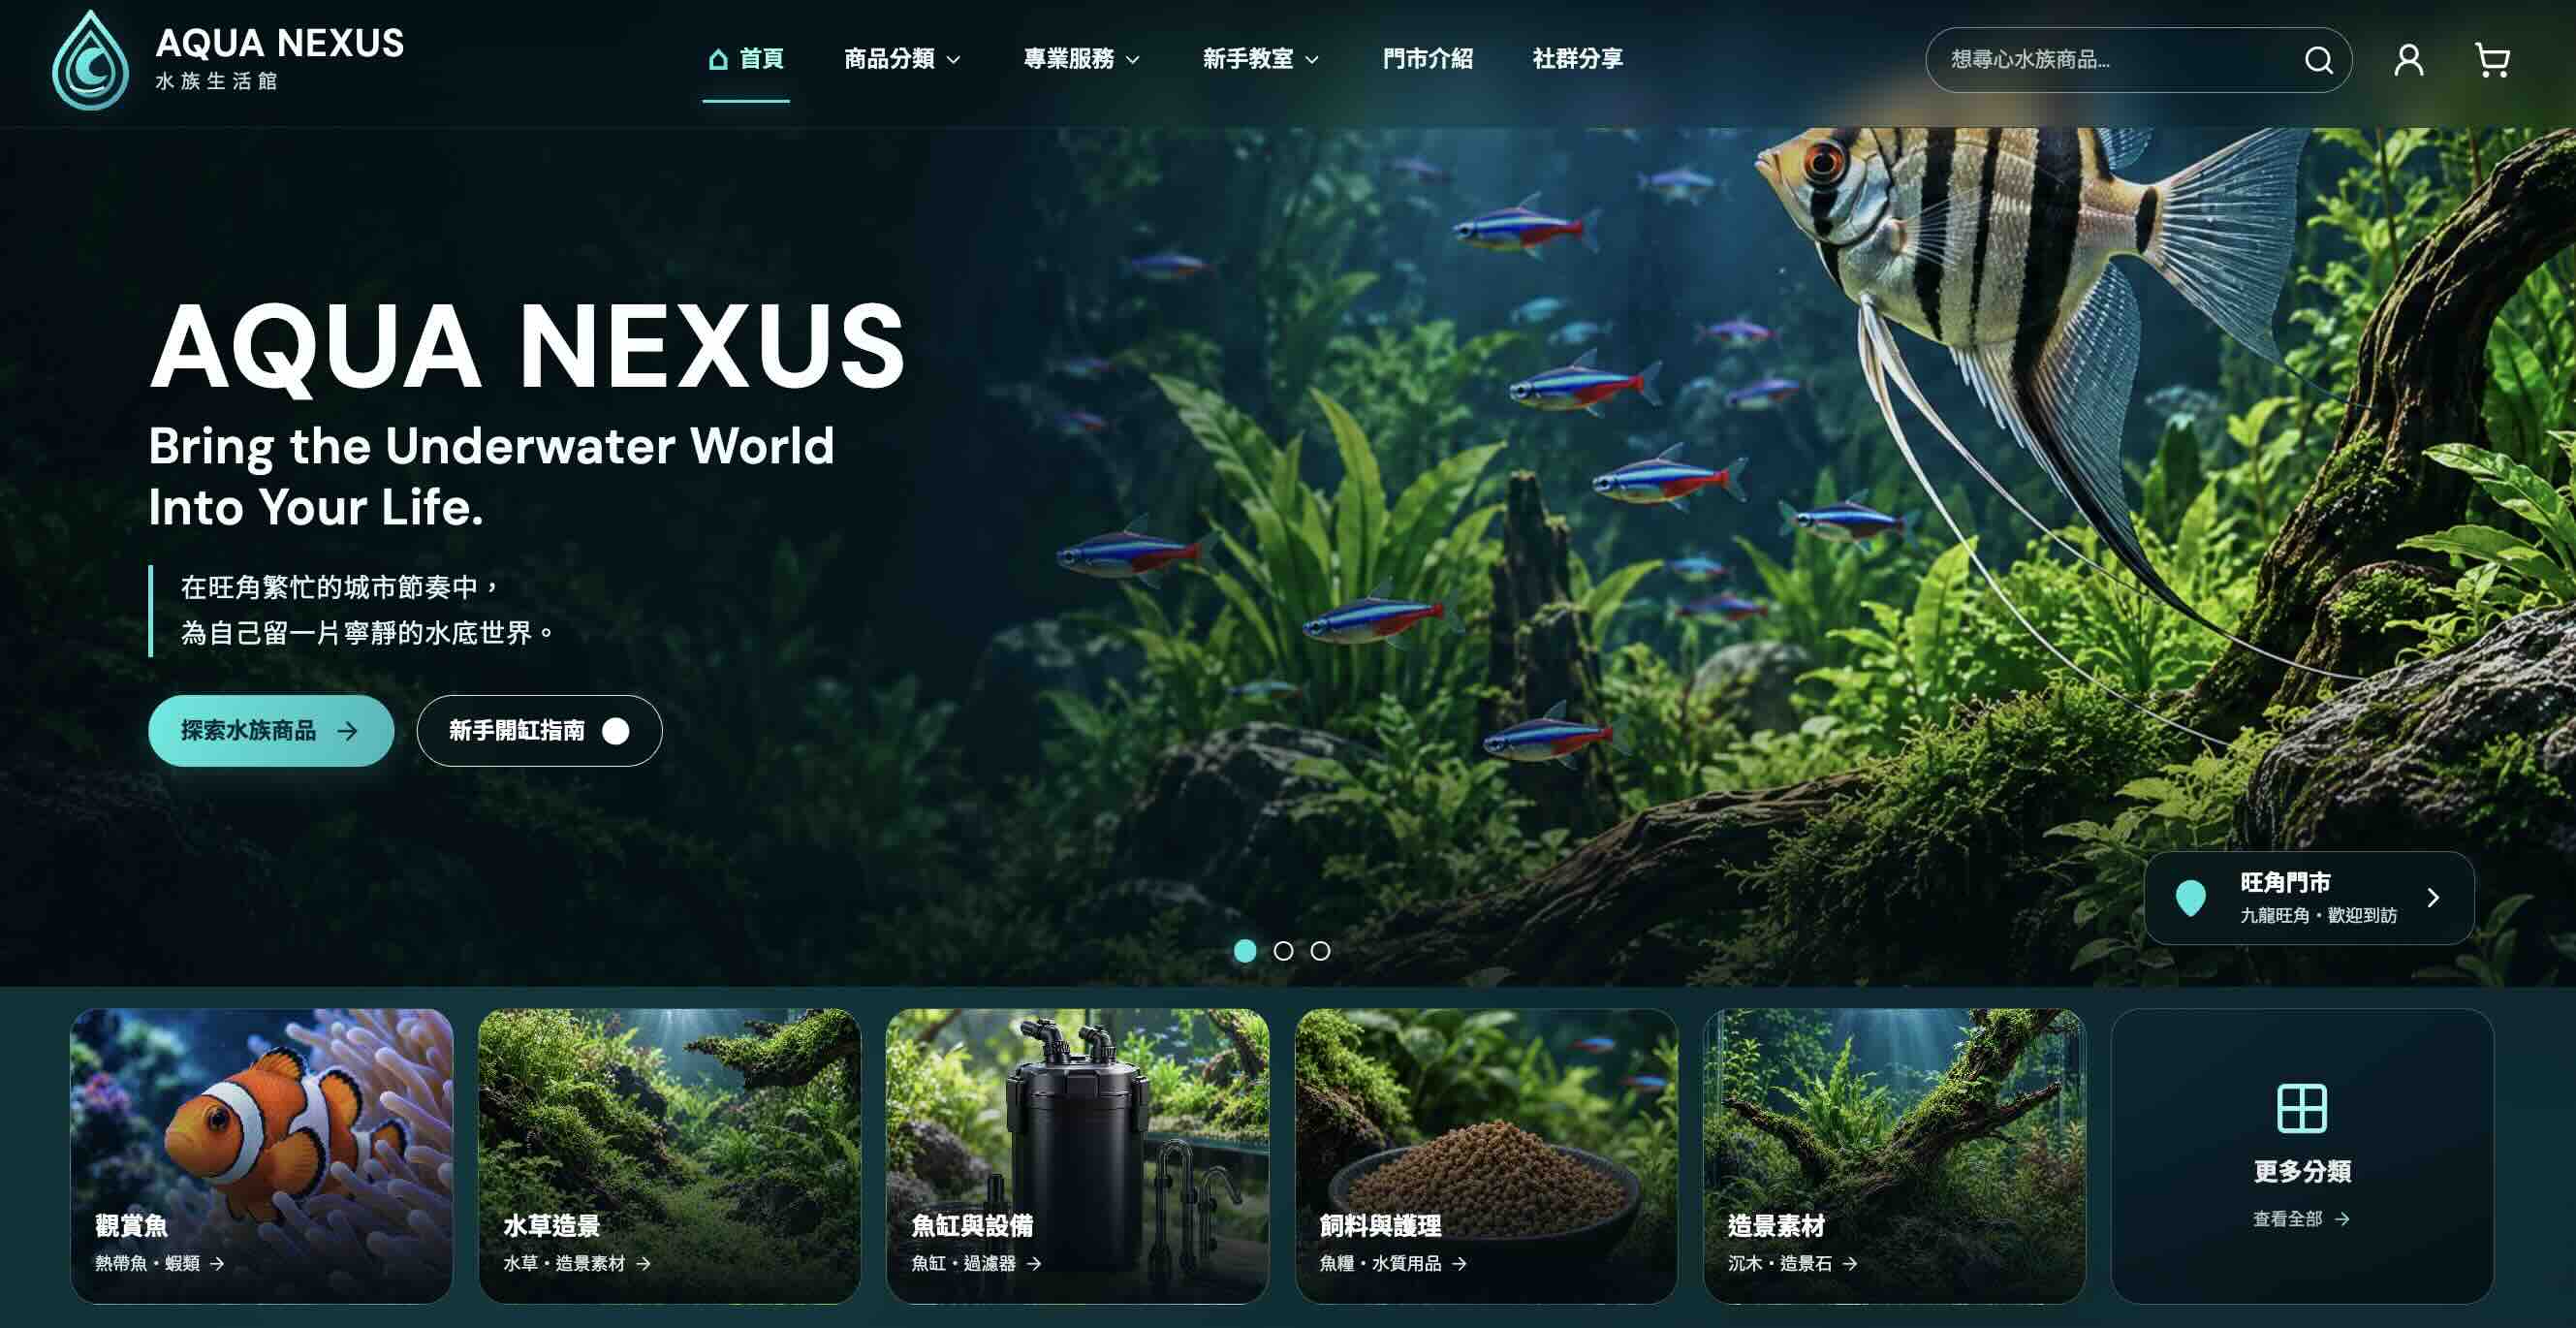 AQUA NEXUS
水族生活館
首頁
商品分類
專業服務
新手教室
門市介紹
社群分享
想尋心水族商品...
AQUA NEXUS
Bring the Underwater World
Into Your Life.
在旺角繁忙的城市節奏中，
為自己留一片寧靜的水底世界。
探索水族商品 →
新手開缸指南
旺角門市
九龍旺角・歡迎到訪
觀賞魚
熱帶魚・蝦類 →
水草造景
水草・造景素材 →
魚缸與設備
魚缸・過濾器 →
飼料與護理
魚糧・水質用品 →
造景素材
沉木・造景石 →
更多分類
查看全部 →